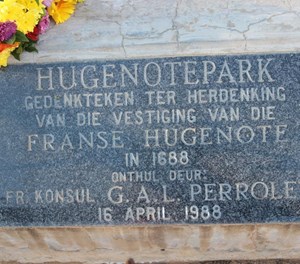 HUGENOTEPARK
GEDENKTEKEN TER HERDENKING
VAN DIE VESTIGING VAN DIE
FRANSE HUGENOTE
IN 1688
ONTHUL DEUR:
FR. KONSUL G.A.L. PERROLE
16 APRIL 1988